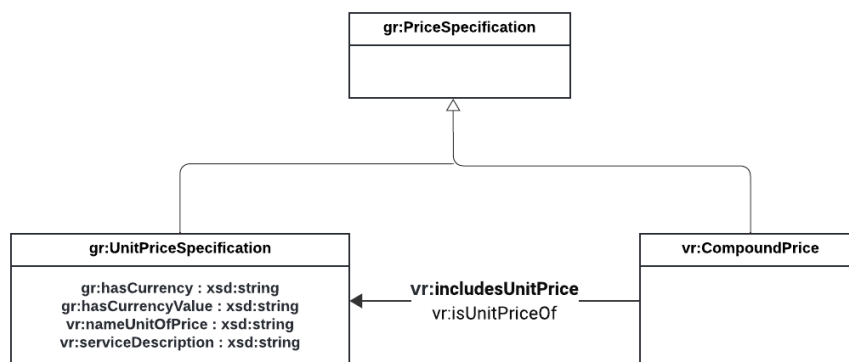 gr:PriceSpecification
gr:UnitPriceSpecification
gr:hasCurrency : xsd:string
gr:hasCurrencyValue : xsd:string
vr:nameUnitOfPrice : xsd:string
vr:serviceDescription : xsd:string
vr:includesUnitPrice
vr:isUnitPriceOf
vr:CompoundPrice